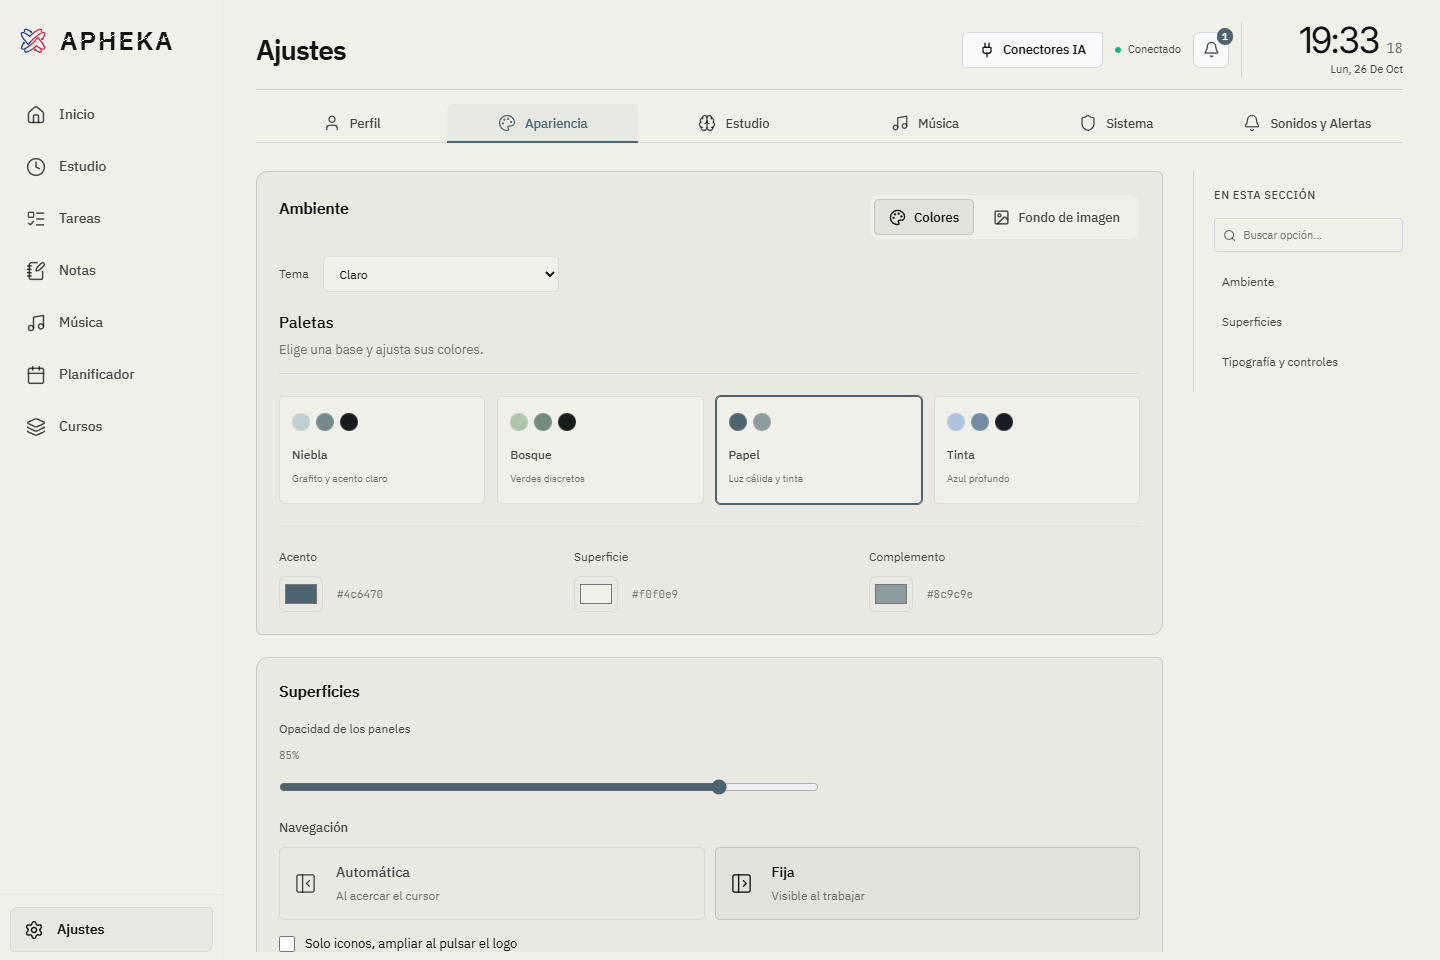 APHEKA
Inicio
Estudio
Tareas
Notas
Música
Planificador
Cursos
Ajustes
Ajustes
Conectores IA
Conectado
1
19:33 18
Lun, 26 De Oct
Perfil
Apariencia
Estudio
Música
Sistema
Sonidos y Alertas
Ambiente
Colores
Fondo de imagen
Tema
Claro
Paletas
Elige una base y ajusta sus colores.
Niebla
Grafito y acento claro
Bosque
Verdes discretos
Papel
Luz cálida y tinta
Tinta
Azul profundo
Acento
#4c6470
Superficie
#f0f0e9
Complemento
#8c9c9e
Superficies
Opacidad de los paneles
85%
Navegación
Automática
Al acercar el cursor
Fija
Visible al trabajar
Solo iconos, ampliar al pulsar el logo
EN ESTA SECCIÓN
Buscar opción...
Ambiente
Superficies
Tipografía y controles